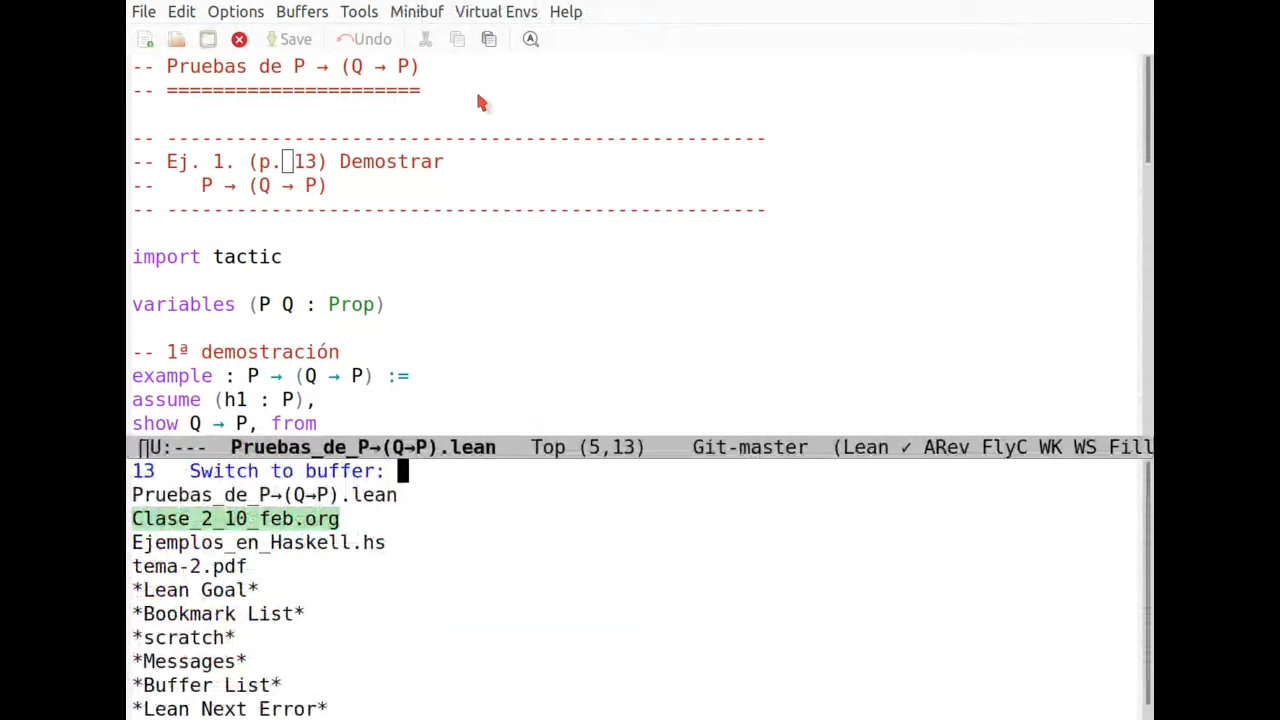 File Edit Options Buffers Tools Minibuf Virtual Envs Help
Save Undo
-- Pruebas de P → (Q → P)
-- ======================
-- ----------------------------------------------------
-- Ej. 1. (p. 13) Demostrar
--    P → (Q → P)
-- ----------------------------------------------------
import tactic
variables (P Q : Prop)
-- 1ª demostración
example : P → (Q → P) :=
assume (h1 : P),
show Q → P, from
∏U:---  Pruebas_de_P→(Q→P).lean   Top (5,13)    Git-master  (Lean ✓ ARev FlyC WK WS Fill
13   Switch to buffer:
Pruebas_de_P→(Q→P).lean
Clase_2_10_feb.org
Ejemplos_en_Haskell.hs
tema-2.pdf
*Lean Goal*
*Bookmark List*
*scratch*
*Messages*
*Buffer List*
*Lean Next Error*